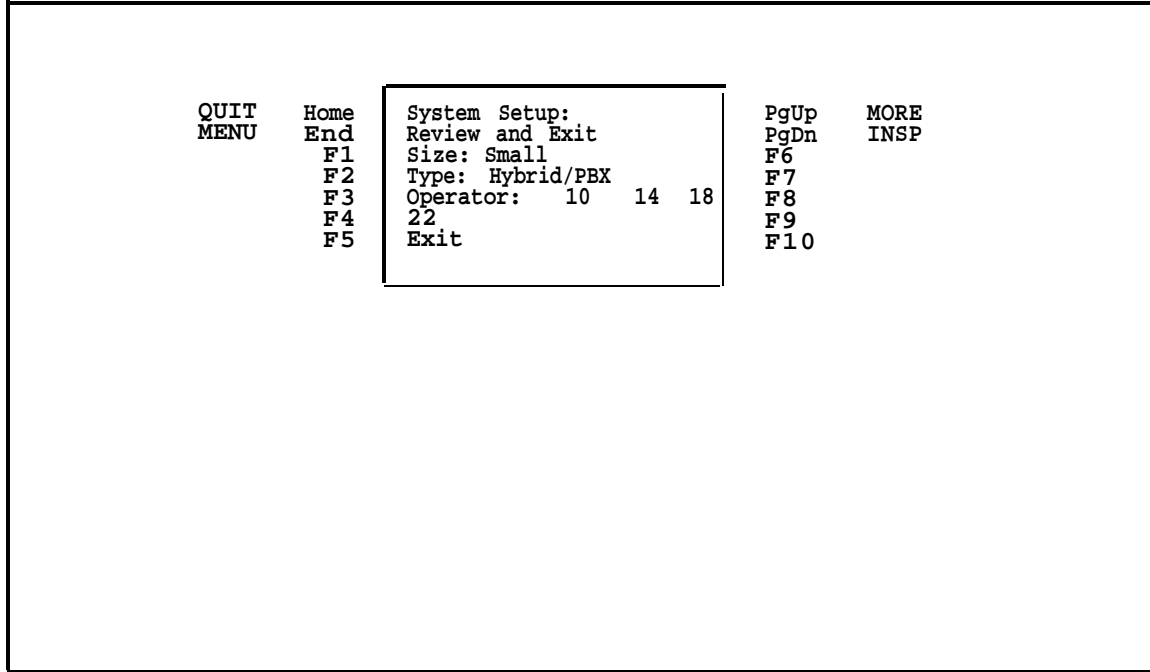 QUIT Home System Setup: PgUp MORE
MENU End Review and Exit PgDn INSP
F1 Size: Small F6
F2 Type: Hybrid/PBX F7
F3 Operator: 10 14 18 F8
F4 22 F9
F5 Exit F10